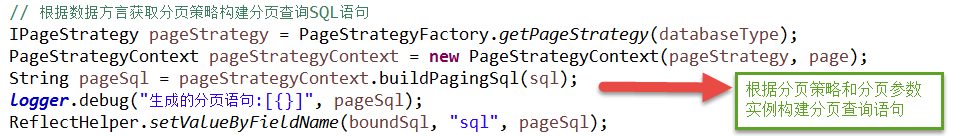 // 根据数据方言获取分页策略构建分页查询SQL语句
IPageStrategy pageStrategy = PageStrategyFactory.getPageStrategy(databaseType);
PageStrategyContext pageStrategyContext = new PageStrategyContext(pageStrategy, page);
String pageSql = pageStrategyContext.buildPagingSql(sql);
logger.debug("生成的分页语句:[{}]", pageSql);
ReflectHelper.setValueByFieldName(boundSql, "sql", pageSql);
根据分页策略和分页参数
实例构建分页查询语句